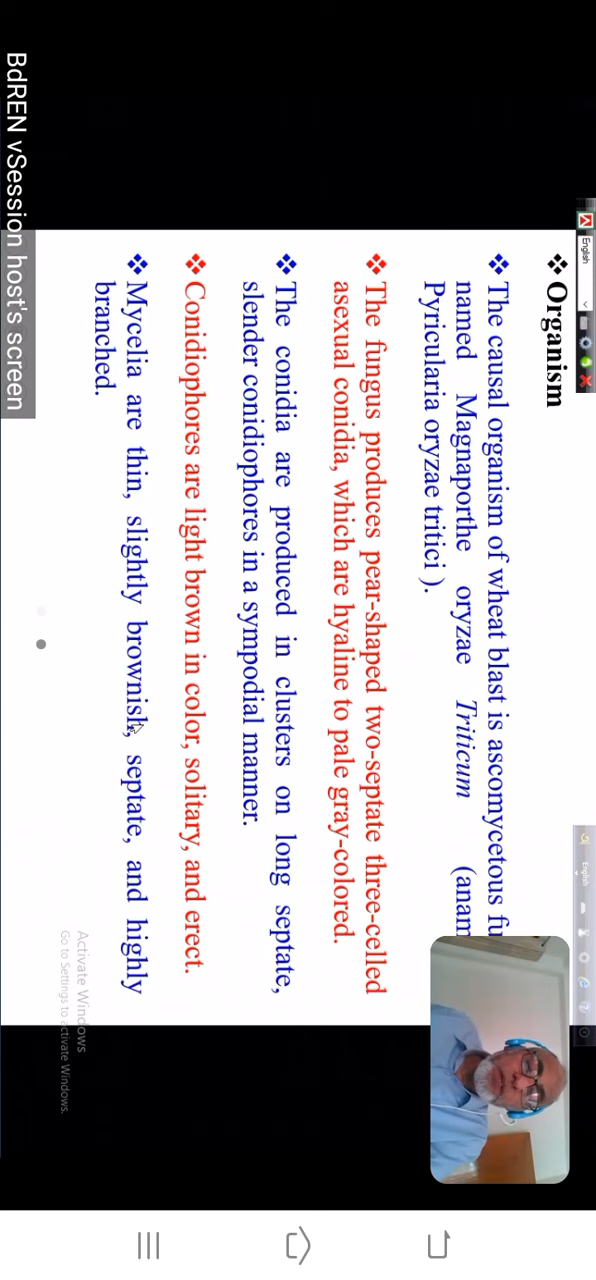 English
English
❖ Organism
❖ The causal organism of wheat blast is ascomycetous fu
named Magnaporthe oryzae Triticum (anam
Pyricularia oryzae tritici ).
❖ The fungus produces pear-shaped two-septate three-celled
asexual conidia, which are hyaline to pale gray-colored.
❖ The conidia are produced in clusters on long septate,
slender conidiophores in a sympodial manner.
❖ Conidiophores are light brown in color, solitary, and erect.
❖ Mycelia are thin, slightly brownish, septate, and highly
branched.
Activate Windows
Go to Settings to activate Windows.
BdREN vSession host's screen